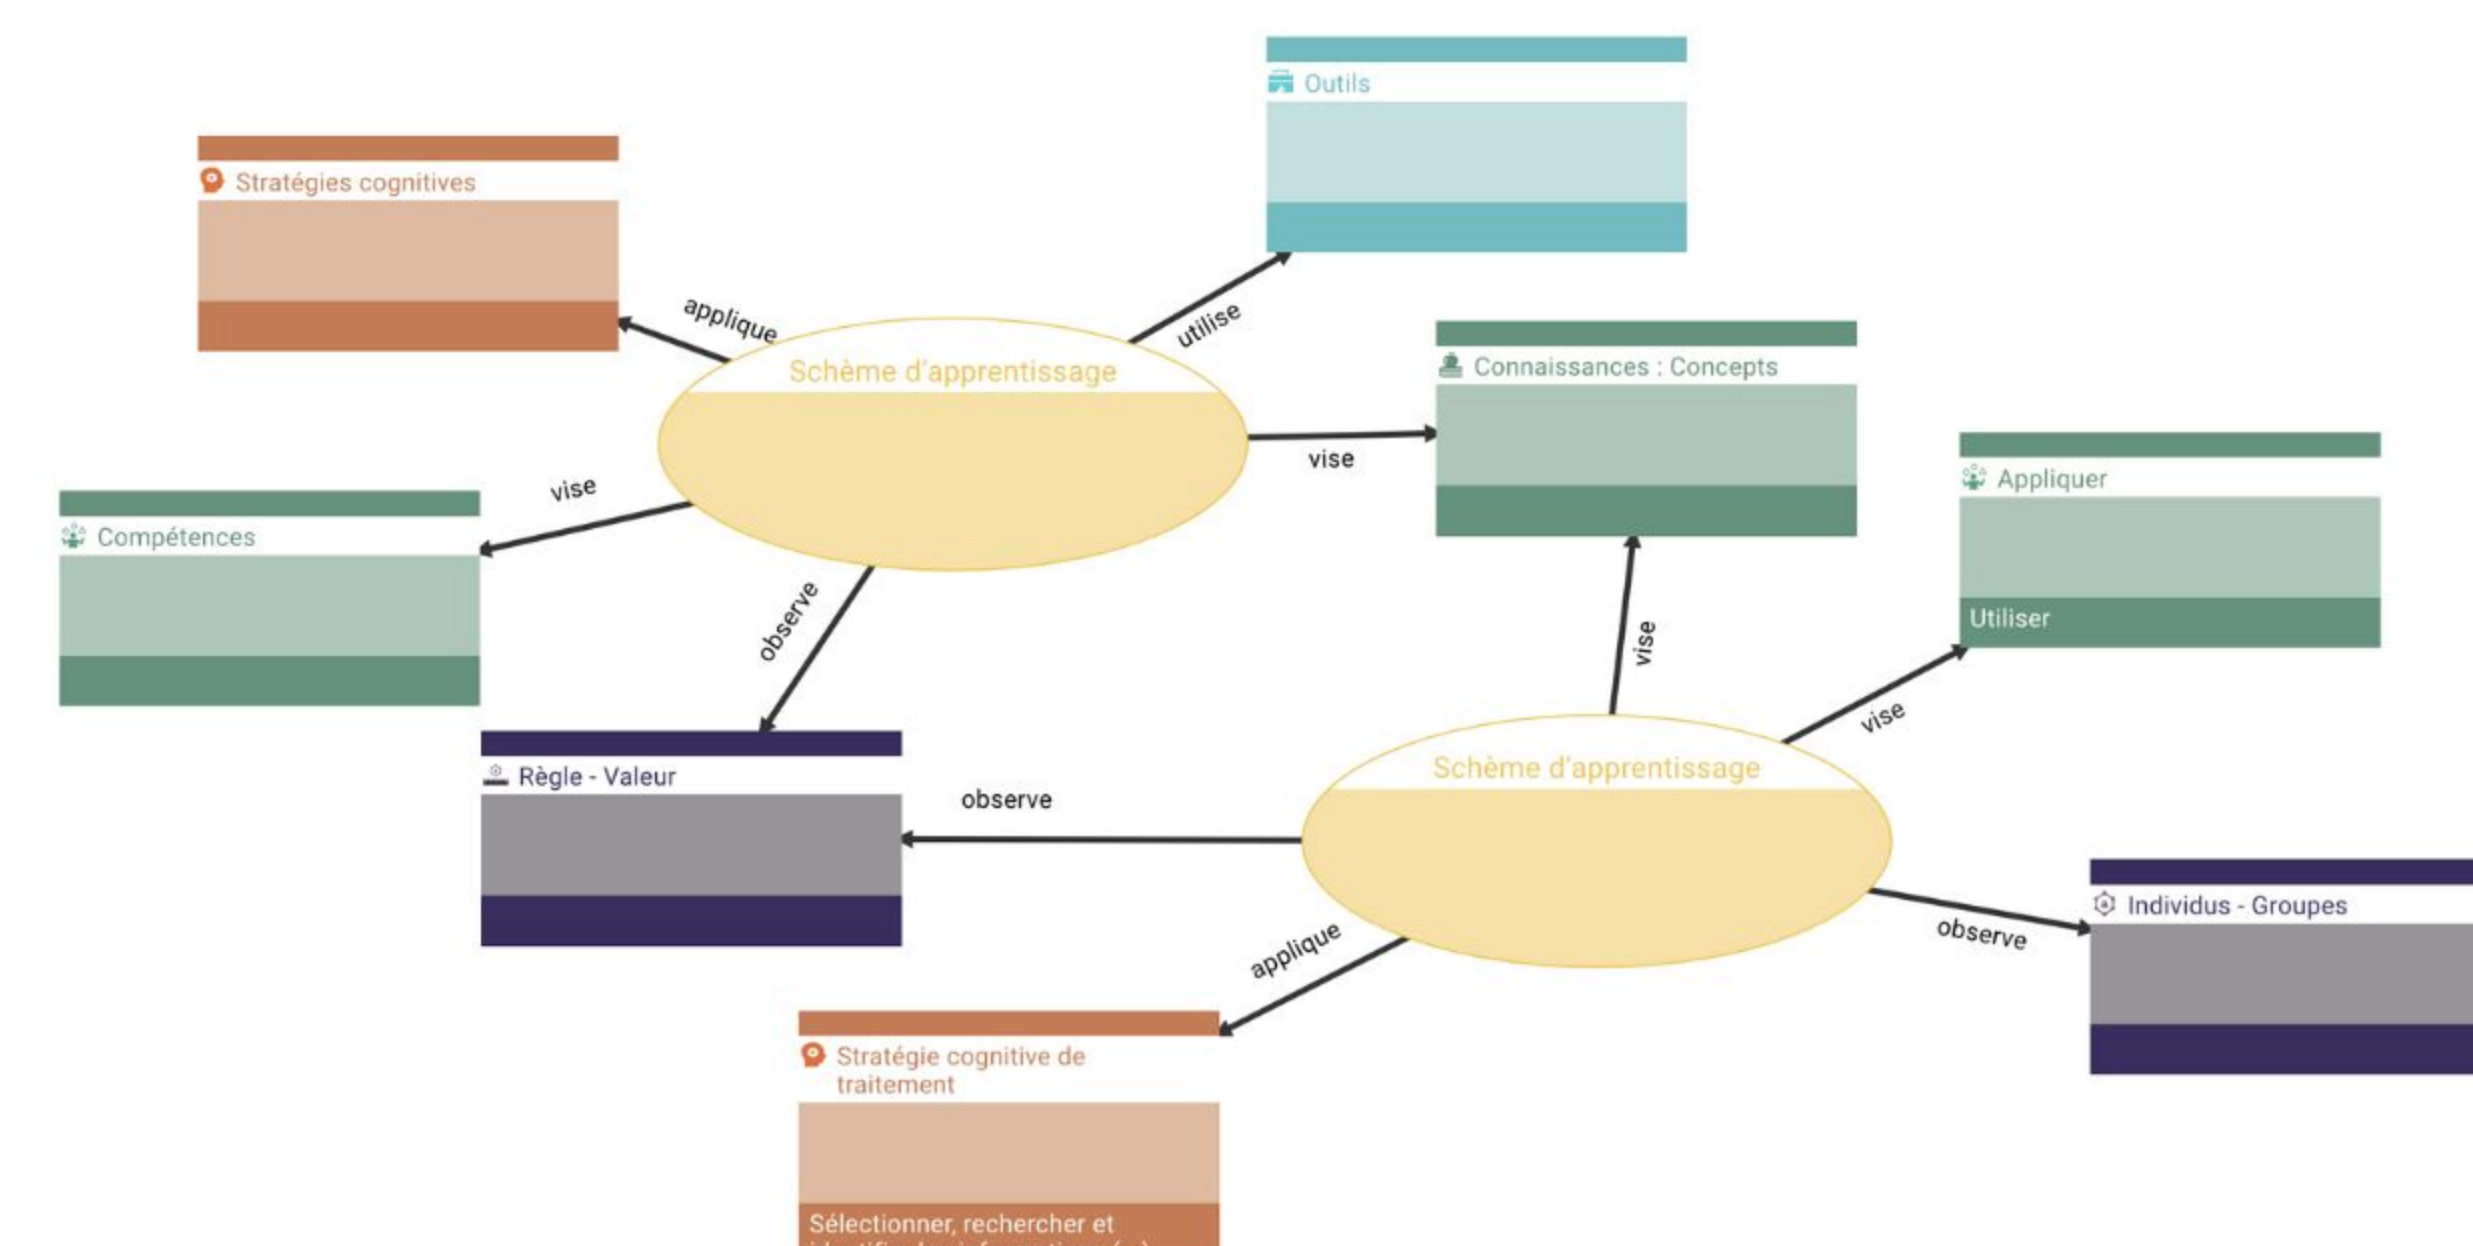 Outils
Stratégies cognitives
applique
utilise
Schème d'apprentissage
Connaissances : Concepts
vise
Appliquer
vise
Compétences
observe
Utiliser
vise
vise
Schème d'apprentissage
Règle - Valeur
observe
Individus - Groupes
observe
applique
Stratégie cognitive de
traitement
Sélectionner, rechercher et